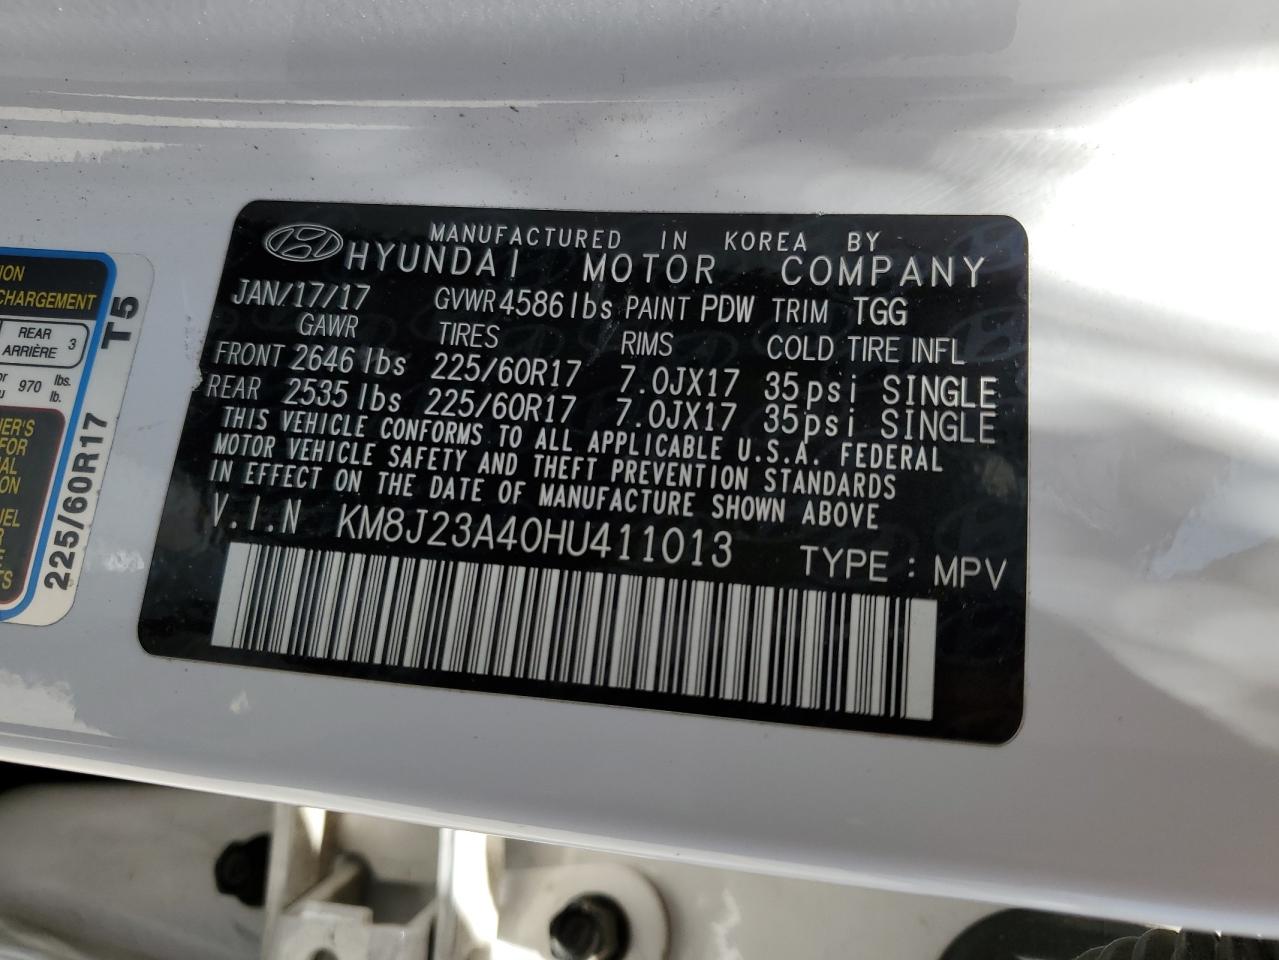 MANUFACTURED IN KOREA BY
HYUNDAI MOTOR COMPANY
JAN/17/17 GVWR 4586 lbs PAINT PDW TRIM TGG
GAWR TIRES RIMS COLD TIRE INFL
FRONT 2646 lbs 225/60R17 7.0JX17 35psi SINGLE
REAR 2535 lbs 225/60R17 7.0JX17 35psi SINGLE
THIS VEHICLE CONFORMS TO ALL APPLICABLE U.S.A. FEDERAL
MOTOR VEHICLE SAFETY AND THEFT PREVENTION STANDARDS
IN EFFECT ON THE DATE OF MANUFACTURE SHOWN ABOVE
V.I.N KM8J23A40HU411013 TYPE : MPV
CHARGEMENT
REAR 3
ARRIÈRE
970 lbs.
lb.
225/60R17 T5